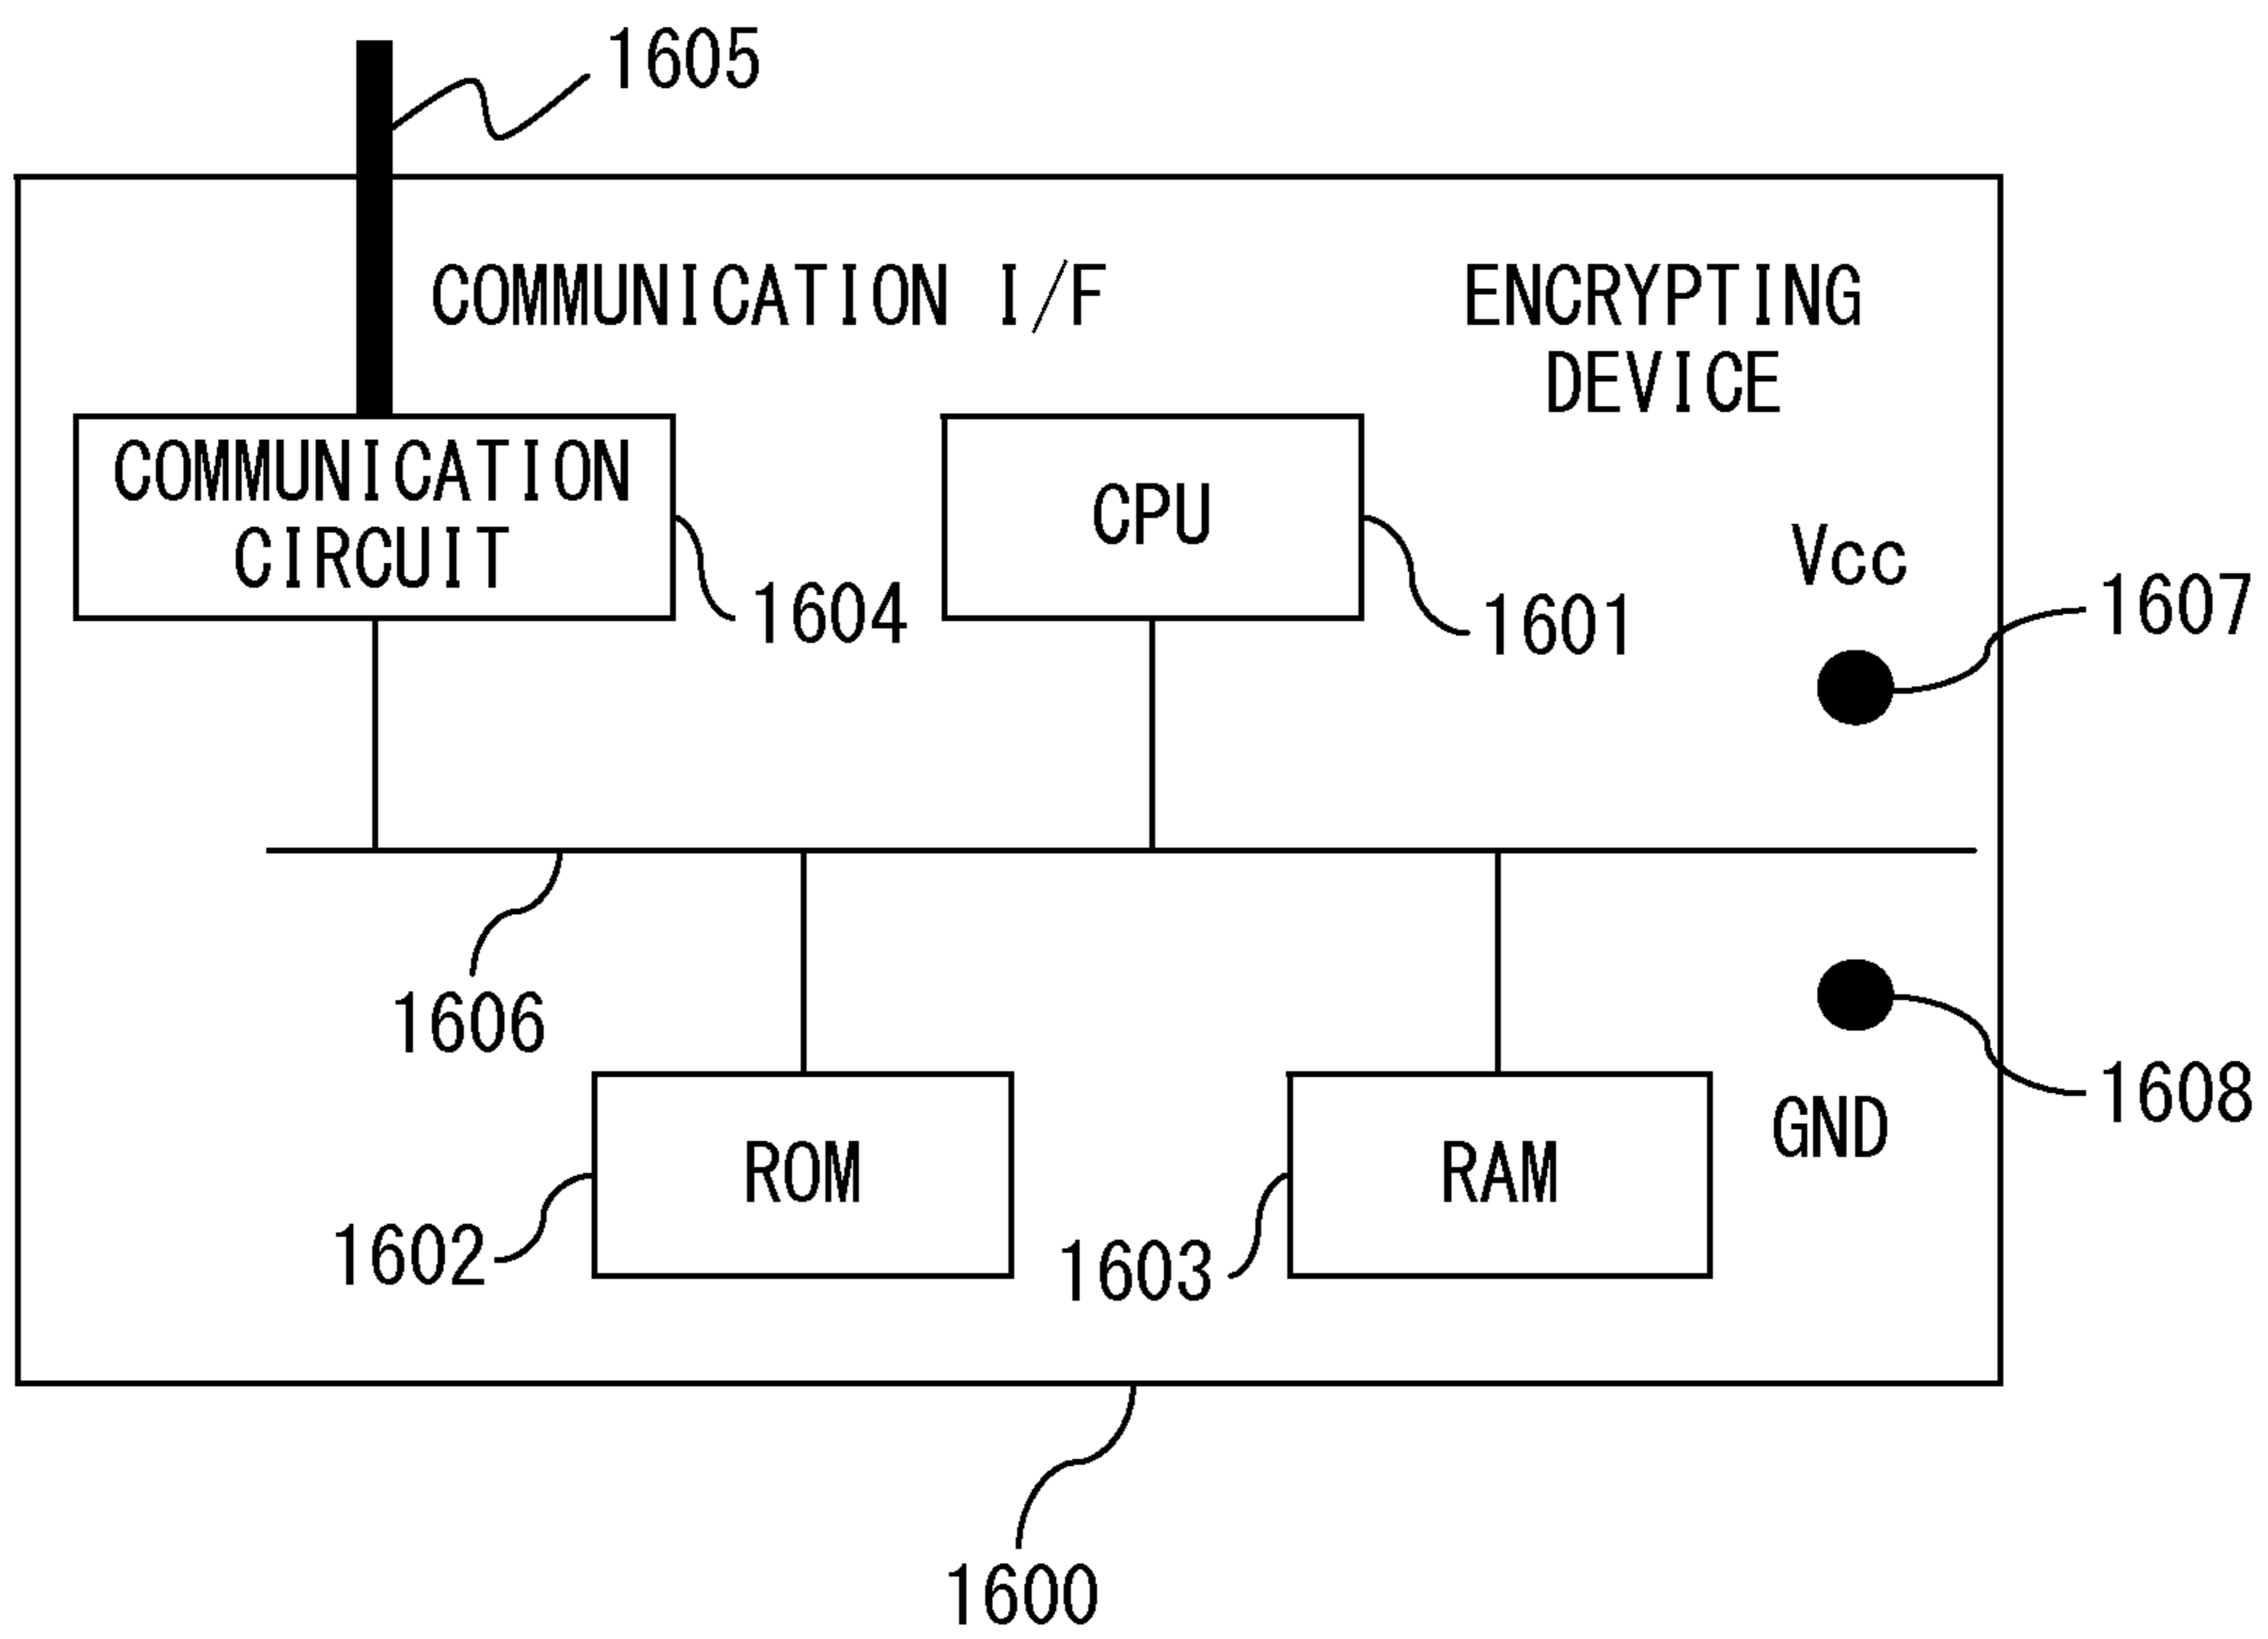 1605
COMMUNICATION I/F
ENCRYPTING
DEVICE
COMMUNICATION
CIRCUIT
CPU
Vcc
1604
1601
1607
1606
1608
GND
ROM
RAM
1602
1603
1600